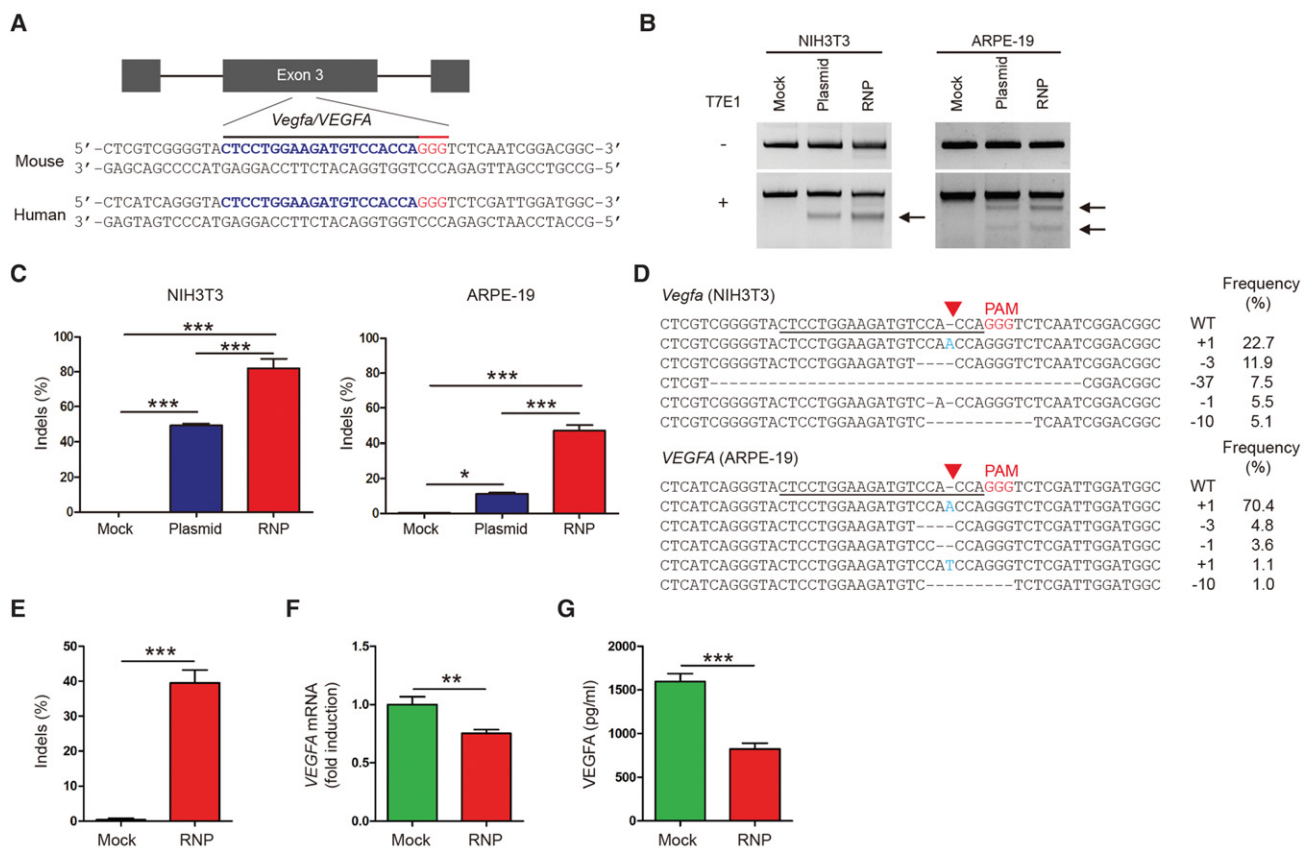 A
Exon 3
Vegfa/VEGFA
Mouse
5′-CTCGTCGGGGTACTCCTGGAAGATGTCCACCAGGGTCTCAATCGGACGGC-3′
3′-GAGCAGCCCCATGAGGACCTTCTACAGGTGGTCCCAGAGTTAGCCTGCCG-5′
Human
5′-CTCATCAGGGTACTCCTGGAAGATGTCCACCAGGGTCTCGATTGGATGGC-3′
3′-GAGTAGTCCCATGAGGACCTTCTACAGGTGGTCCCAGAGCTAACCTACCG-5′
B
NIH3T3
ARPE-19
T7E1
Mock
Plasmid
RNP
Mock
Plasmid
RNP
-
+
C
NIH3T3
Indels (%)
100
80
60
40
20
0
***
***
***
Mock
Plasmid
RNP
ARPE-19
Indels (%)
100
80
60
40
20
0
***
***
*
Mock
Plasmid
RNP
D
Frequency
(%)
Vegfa (NIH3T3)
PAM
CTCGTCGGGGTACTCCTGGAAGATGTCCA-CCAGGGTCTCAATCGGACGGC WT
CTCGTCGGGGTACTCCTGGAAGATGTCCAACCAGGGTCTCAATCGGACGGC +1 22.7
CTCGTCGGGGTACTCCTGGAAGATGT----CCAGGGTCTCAATCGGACGGC -3 11.9
CTCGT--------------------------------------CGGACGGC -37 7.5
CTCGTCGGGGTACTCCTGGAAGATGTC-A-CCAGGGTCTCAATCGGACGGC -1 5.5
CTCGTCGGGGTACTCCTGGAAGATGTC-----------TCAATCGGACGGC -10 5.1
Frequency
(%)
VEGFA (ARPE-19)
PAM
CTCATCAGGGTACTCCTGGAAGATGTCCA-CCAGGGTCTCGATTGGATGGC WT
CTCATCAGGGTACTCCTGGAAGATGTCCAACCAGGGTCTCGATTGGATGGC +1 70.4
CTCATCAGGGTACTCCTGGAAGATGT----CCAGGGTCTCGATTGGATGGC -3 4.8
CTCATCAGGGTACTCCTGGAAGATGTCC--CCAGGGTCTCGATTGGATGGC -1 3.6
CTCATCAGGGTACTCCTGGAAGATGTCCATCCAGGGTCTCGATTGGATGGC +1 1.1
CTCATCAGGGTACTCCTGGAAGATGTC---------TCTCGATTGGATGGC -10 1.0
E
Indels (%)
50
40
30
20
10
0
***
Mock
RNP
F
VEGFA mRNA
(fold induction)
1.5
1.0
0.5
0.0
**
Mock
RNP
G
VEGFA (pg/ml)
2000
1500
1000
500
0
***
Mock
RNP